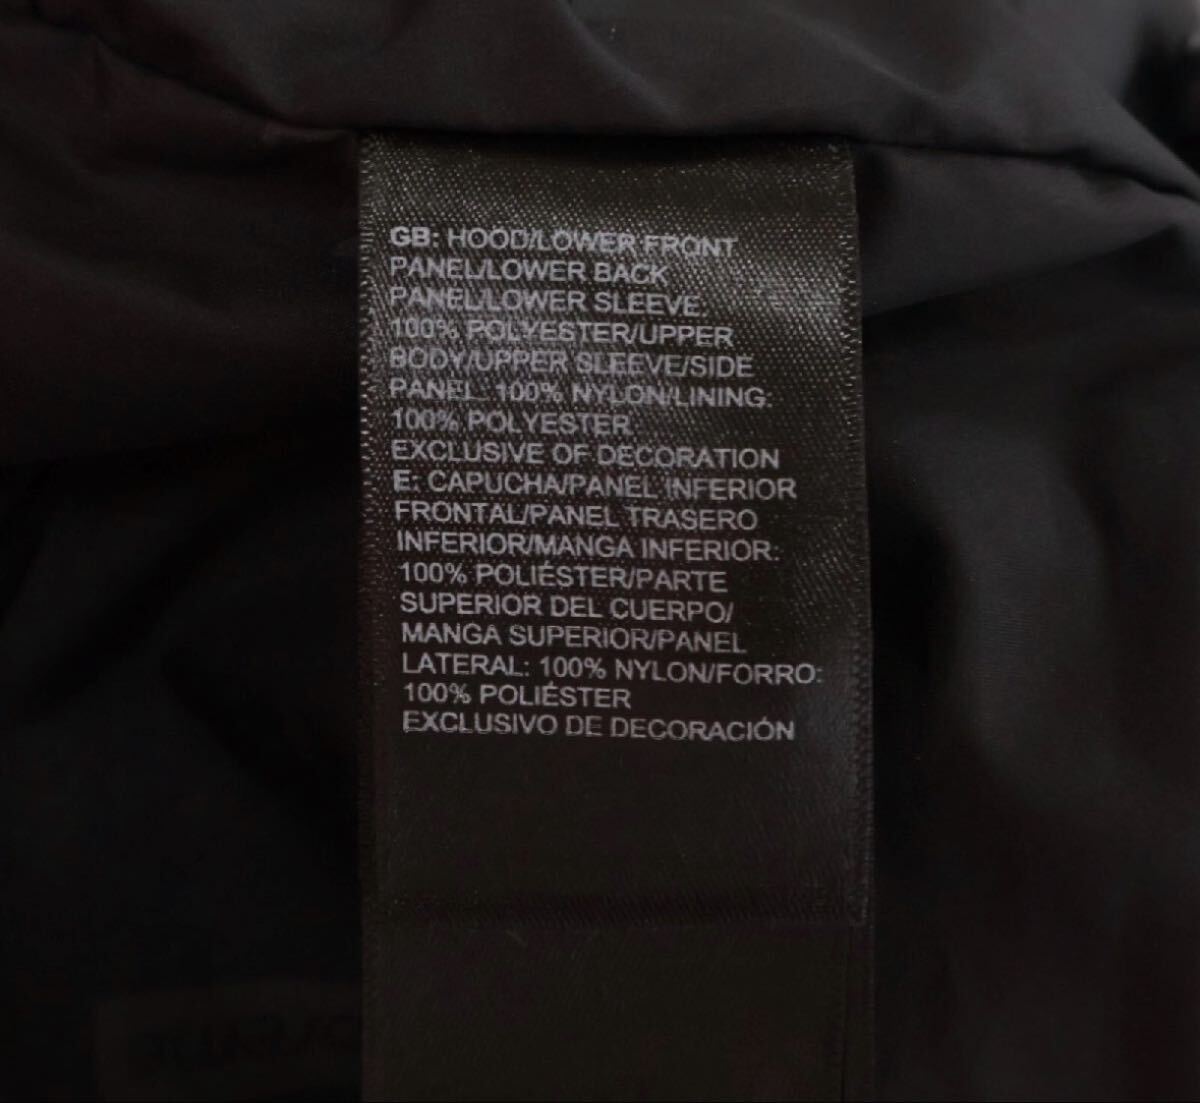 GB: HOOD/LOWER FRONT
PANEL/LOWER BACK
PANEL/LOWER SLEEVE:
100% POLYESTER/UPPER
BODY/UPPER SLEEVE/SIDE
PANEL: 100% NYLON/LINING:
100% POLYESTER
EXCLUSIVE OF DECORATION
E: CAPUCHA/PANEL INFERIOR
FRONTAL/PANEL TRASERO
INFERIOR/MANGA INFERIOR:
100% POLIÉSTER/PARTE
SUPERIOR DEL CUERPO/
MANGA SUPERIOR/PANEL
LATERAL: 100% NYLON/FORRO:
100% POLIÉSTER
EXCLUSIVO DE DECORACIÓN